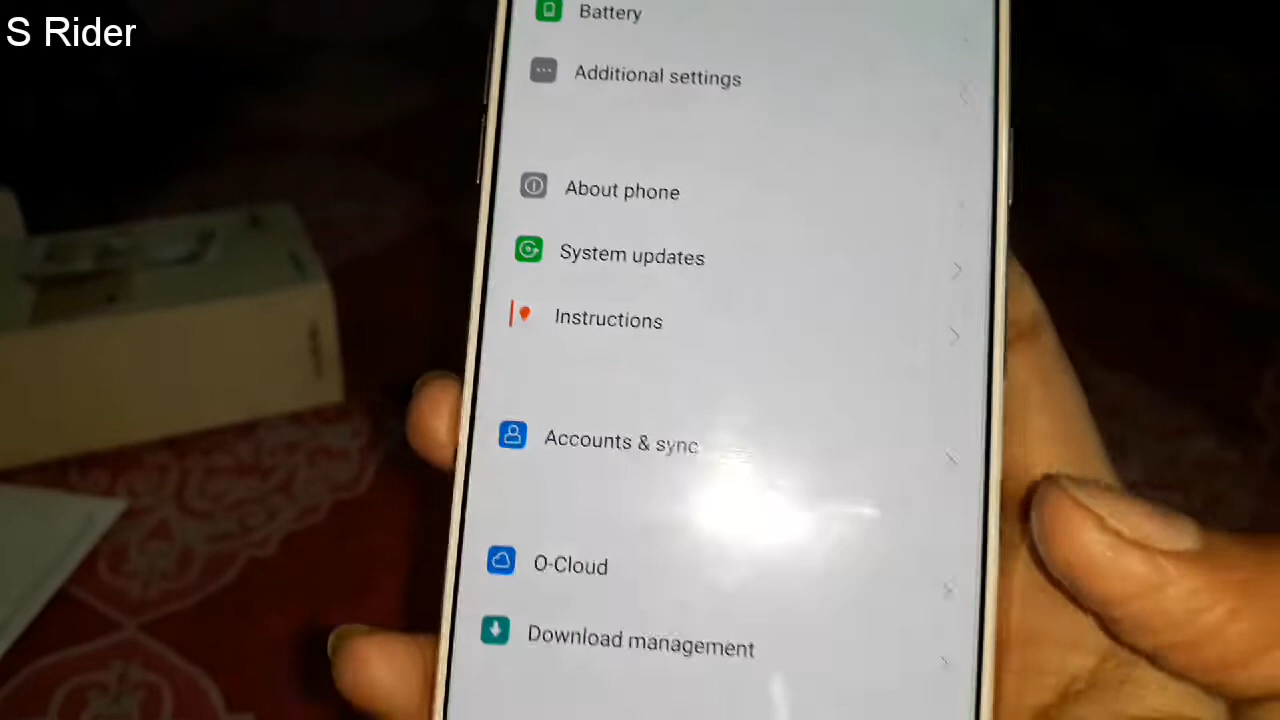 S Rider
Battery
Additional settings
About phone
System updates
Instructions
Accounts & sync
O-Cloud
Download management